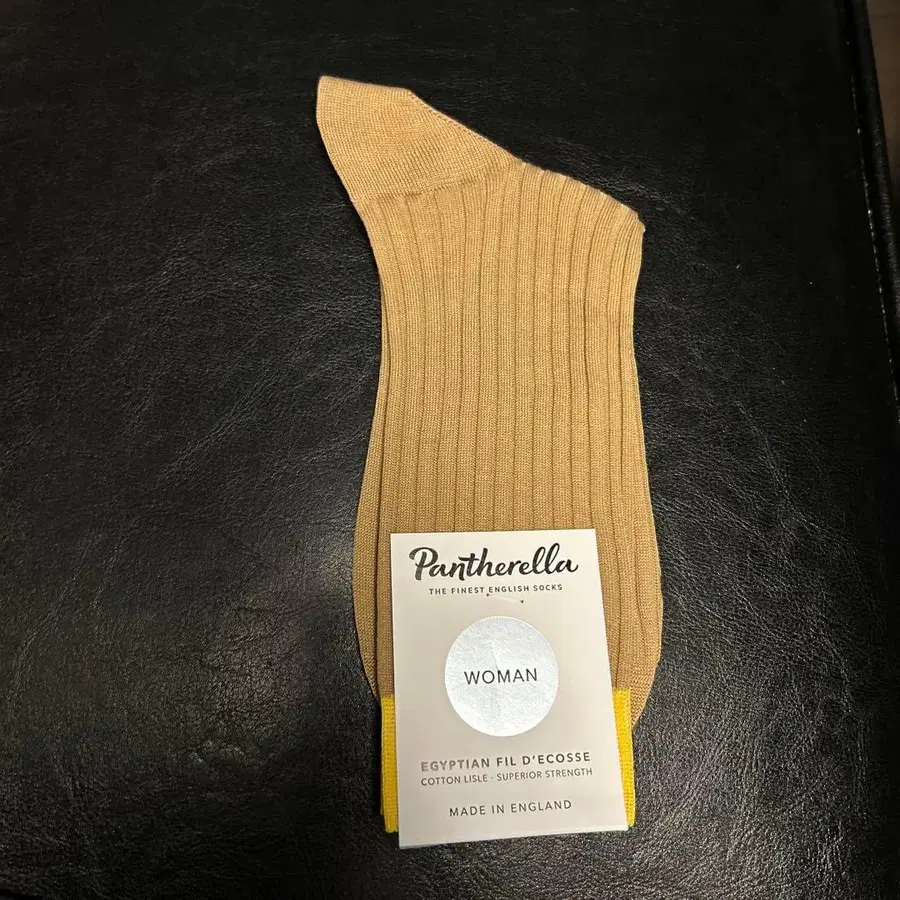 Pantherella
THE FINEST ENGLISH SOCKS
WOMAN
EGYPTIAN FIL D'ECOSSE
COTTON LISLE - SUPERIOR STRENGTH
MADE IN ENGLAND